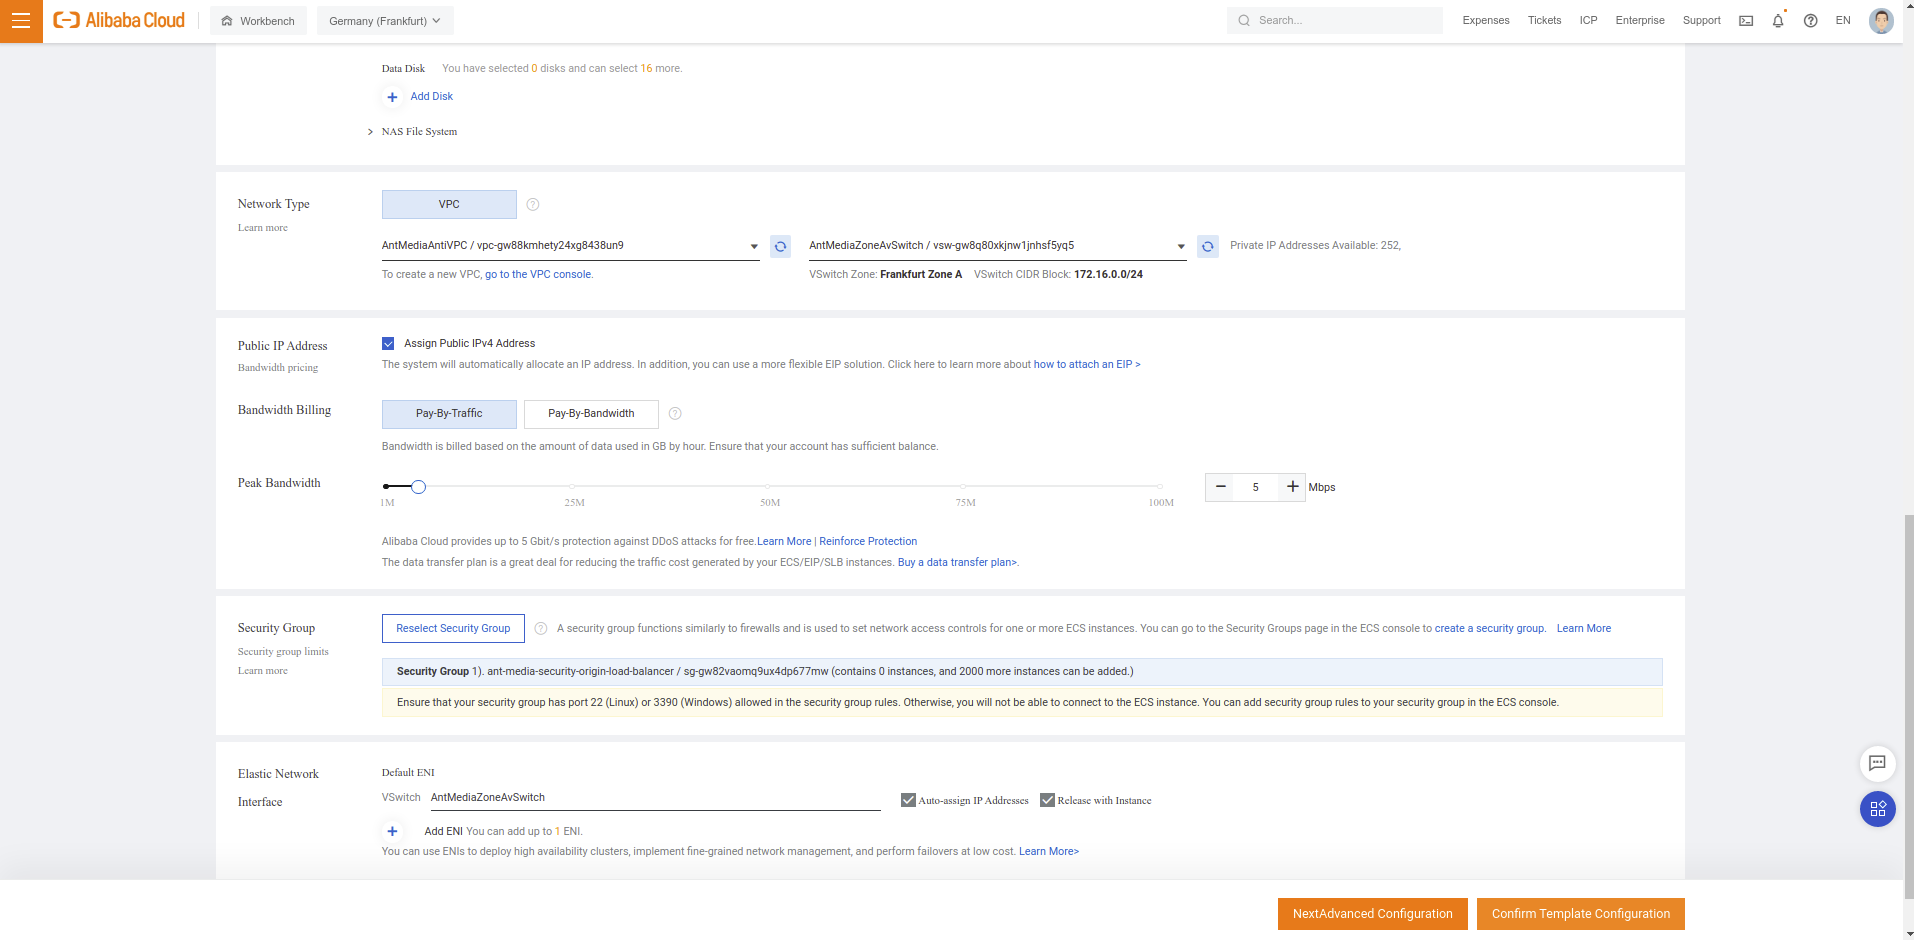 Alibaba Cloud
Workbench
Germany (Frankfurt)
Search...
Expenses
Tickets
ICP
Enterprise
Support
EN
Data Disk
You have selected 0 disks and can select 16 more.
Add Disk
NAS File System
Network Type
Learn more
VPC
AntMediaAntiVPC / vpc-gw88kmhety24xg8438un9
AntMediaZoneAvSwitch / vsw-gw8q80xkjnw1jnhsf5yq5
Private IP Addresses Available: 252,
To create a new VPC, go to the VPC console.
VSwitch Zone: Frankfurt Zone A
VSwitch CIDR Block: 172.16.0.0/24
Public IP Address
Bandwidth pricing
Assign Public IPv4 Address
The system will automatically allocate an IP address. In addition, you can use a more flexible EIP solution. Click here to learn more about how to attach an EIP >
Bandwidth Billing
Pay-By-Traffic
Pay-By-Bandwidth
Bandwidth is billed based on the amount of data used in GB by hour. Ensure that your account has sufficient balance.
Peak Bandwidth
1M
25M
50M
75M
100M
5
Mbps
Alibaba Cloud provides up to 5 Gbit/s protection against DDoS attacks for free.Learn More | Reinforce Protection
The data transfer plan is a great deal for reducing the traffic cost generated by your ECS/EIP/SLB instances. Buy a data transfer plan>.
Security Group
Security group limits
Learn more
Reselect Security Group
A security group functions similarly to firewalls and is used to set network access controls for one or more ECS instances. You can go to the Security Groups page in the ECS console to create a security group. Learn More
Security Group 1). ant-media-security-origin-load-balancer / sg-gw82vaomq9ux4dp677mw (contains 0 instances, and 2000 more instances can be added.)
Ensure that your security group has port 22 (Linux) or 3390 (Windows) allowed in the security group rules. Otherwise, you will not be able to connect to the ECS instance. You can add security group rules to your security group in the ECS console.
Elastic Network
Interface
Default ENI
VSwitch
AntMediaZoneAvSwitch
Auto-assign IP Addresses
Release with Instance
Add ENI You can add up to 1 ENI.
You can use ENIs to deploy high availability clusters, implement fine-grained network management, and perform failovers at low cost. Learn More>
NextAdvanced Configuration
Confirm Template Configuration